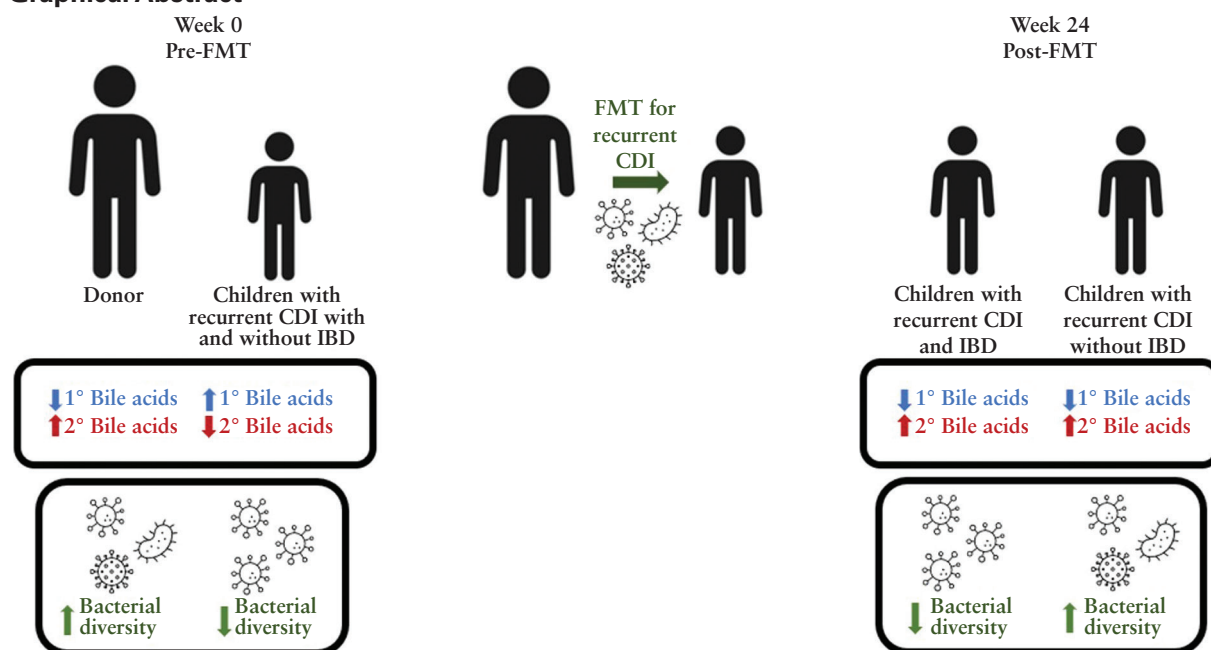 Graphical Abstract
Week 0
Pre-FMT
FMT for
recurrent
CDI
Week 24
Post-FMT
Donor
Children with
recurrent CDI with
and without IBD
Children with
recurrent CDI
and IBD
Children with
recurrent CDI
without IBD
⬇1° Bile acids ⬆1° Bile acids
⬆2° Bile acids ⬇2° Bile acids
⬇1° Bile acids ⬇1° Bile acids
⬆2° Bile acids ⬆2° Bile acids
⬆ Bacterial
diversity
⬇ Bacterial
diversity
⬇ Bacterial
diversity
⬆ Bacterial
diversity